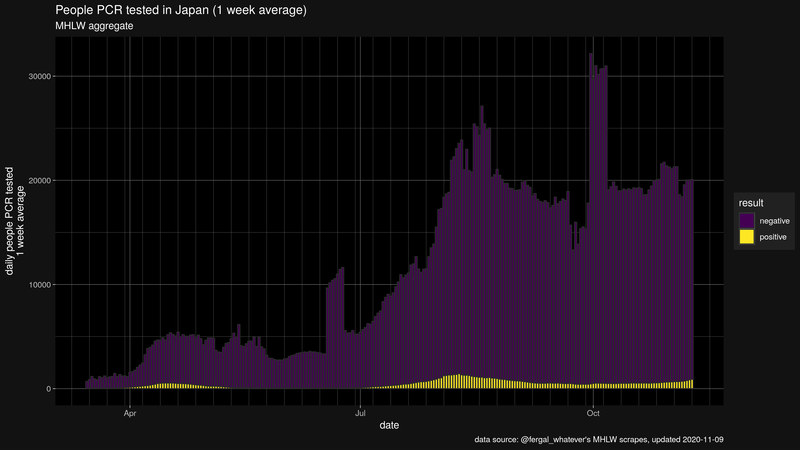 People PCR tested in Japan (1 week average)
MHLW aggregate
30000
20000
10000
0
daily people PCR tested
1 week average
Apr
Jul
Oct
date
result
negative
positive
data source: @fergal_whatever's MHLW scrapes, updated 2020-11-09